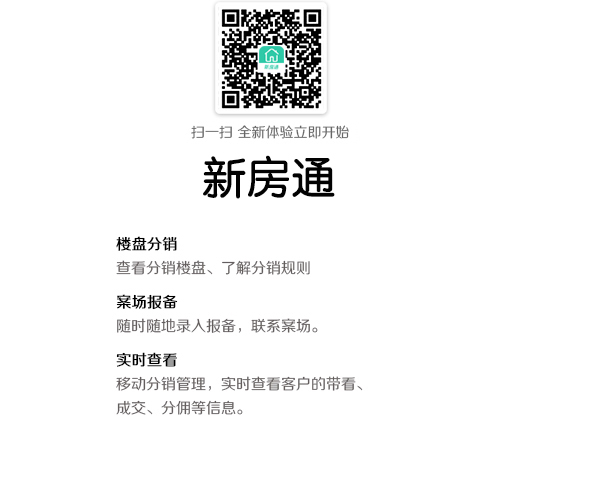 新房通
扫一扫 全新体验立即开始
新房通
楼盘分销
查看分销楼盘、了解分销规则
案场报备
随时随地录入报备，联系案场。
实时查看
移动分销管理，实时查看客户的带看、
成交、分佣等信息。